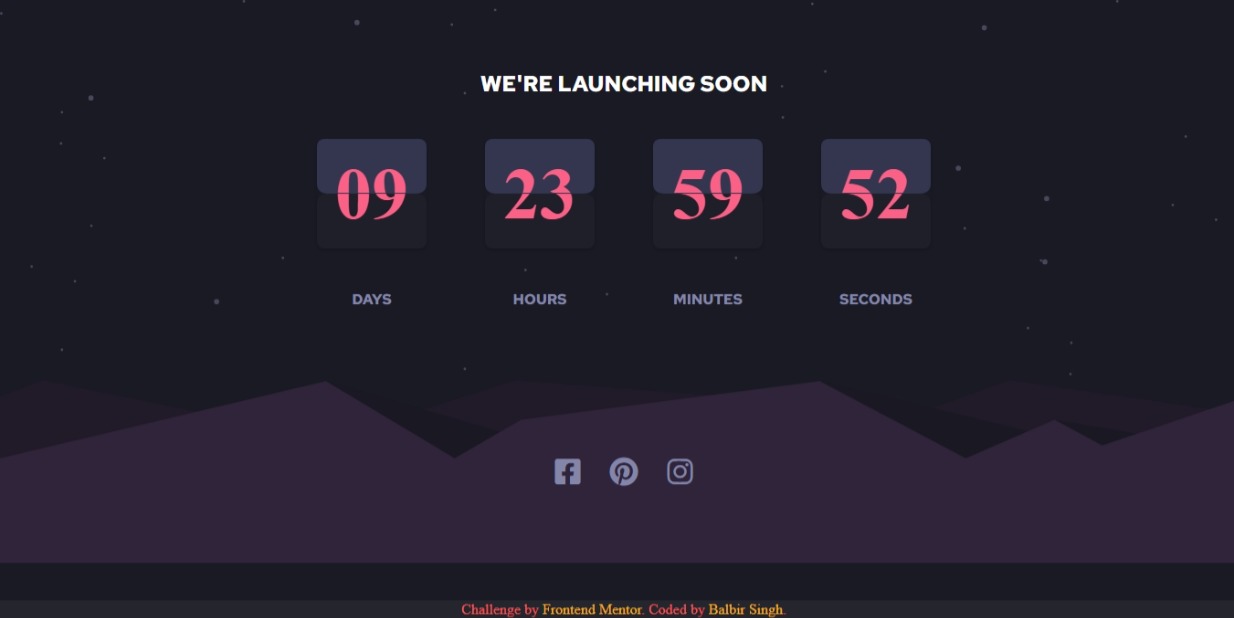 WE'RE LAUNCHING SOON
09 23 59 52
DAYS HOURS MINUTES SECONDS
Challenge by Frontend Mentor. Coded by Balbir Singh.